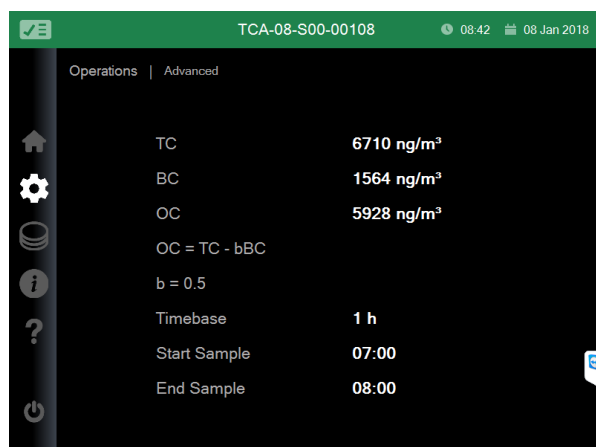 TCA-08-S00-00108 08:42 08 Jan 2018
Operations | Advanced
TC 6710 ng/m³
BC 1564 ng/m³
OC 5928 ng/m³
OC = TC - bBC
b = 0.5
Timebase 1 h
Start Sample 07:00
End Sample 08:00